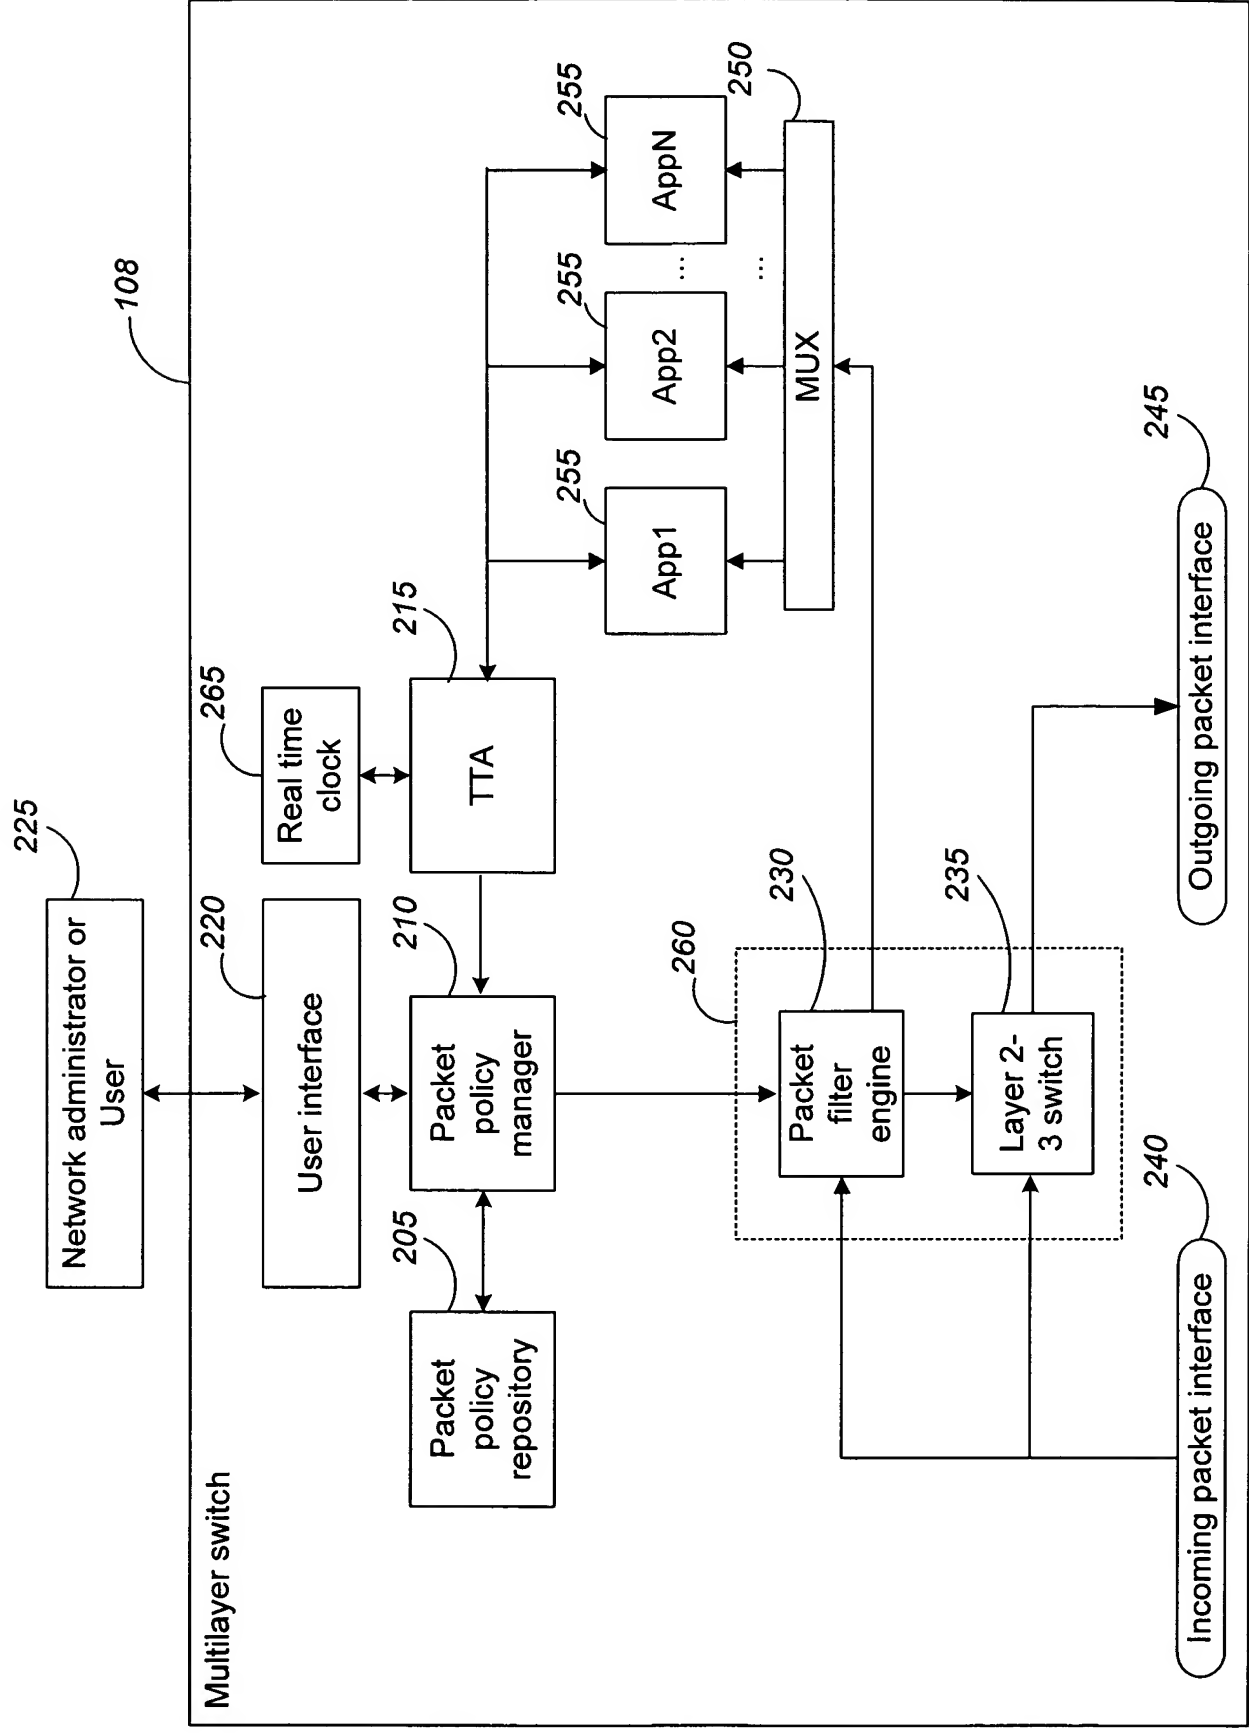 225
Network administrator or
User
108
Multilayer switch
220
User interface
265
Real time
clock
205
Packet
policy
repository
210
Packet
policy
manager
215
TTA
255
App1
255
App2
...
255
AppN
...
250
MUX
260
230
Packet
filter
engine
235
Layer 2-
3 switch
240
Incoming packet interface
245
Outgoing packet interface